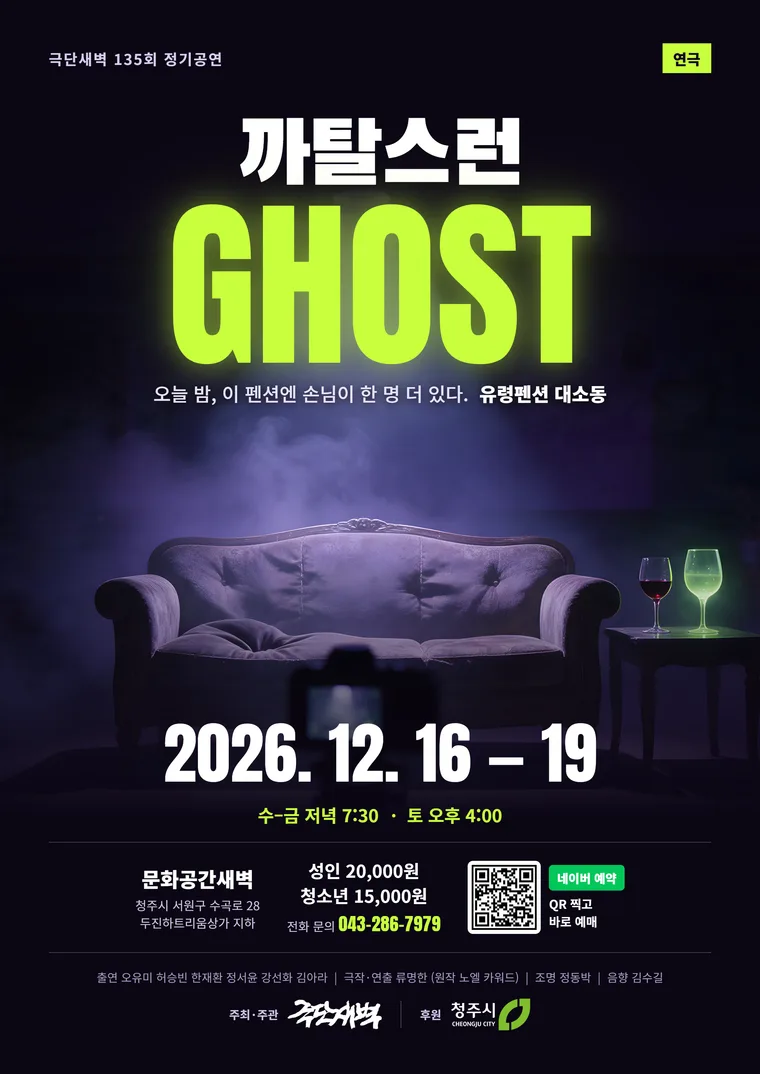 극단새벽 135회 정기공연
연극
까탈스런
GHOST
오늘 밤, 이 펜션엔 손님이 한 명 더 있다. 유령펜션 대소동
2026. 12. 16 – 19
수–금 저녁 7:30 · 토 오후 4:00
문화공간새벽
청주시 서원구 수곡로 28
두진하트리움상가 지하
성인 20,000원
청소년 15,000원
전화 문의 043-286-7979
네이버 예약
QR 찍고
바로 예매
출연 오유미 허승빈 한재환 정서윤 강선화 김아라 | 극작·연출 류명한 (원작 노엘 카워드) | 조명 정동박 | 음향 김수길
주최·주관 극단새벽 후원 청주시
CHEONGJU CITY